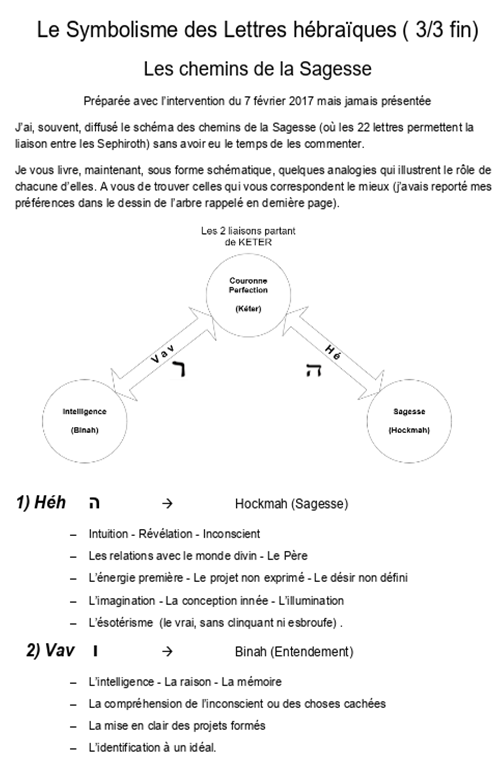 Le Symbolisme des Lettres hébraïques ( 3/3 fin)
Les chemins de la Sagesse
Préparée avec l'intervention du 7 février 2017 mais jamais présentée
J'ai, souvent, diffusé le schéma des chemins de la Sagesse (où les 22 lettres permettent la
liaison entre les Sephiroth) sans avoir eu le temps de les commenter.
Je vous livre, maintenant, sous forme schématique, quelques analogies qui illustrent le rôle de
chacune d'elles. A vous de trouver celles qui vous correspondent le mieux (j'avais reporté mes
préférences dans le dessin de l'arbre rappelé en dernière page).
Les 2 liaisons partant
de KETER
Couronne
Perfection
(Kéter)
Vav
ר
Hé
ה
Intelligence
(Binah)
Sagesse
(Hockmah)
1) Héh ה → Hockmah (Sagesse)
– Intuition - Révélation - Inconscient
– Les relations avec le monde divin - Le Père
– L'énergie première - Le projet non exprimé - Le désir non défini
– L'imagination - La conception innée - L'illumination
– L'ésotérisme (le vrai, sans clinquant ni esbroufe) .
2) Vav ו → Binah (Entendement)
– L'intelligence - La raison - La mémoire
– La compréhension de l'inconscient ou des choses cachées
– La mise en clair des projets formés
– L'identification à un idéal.